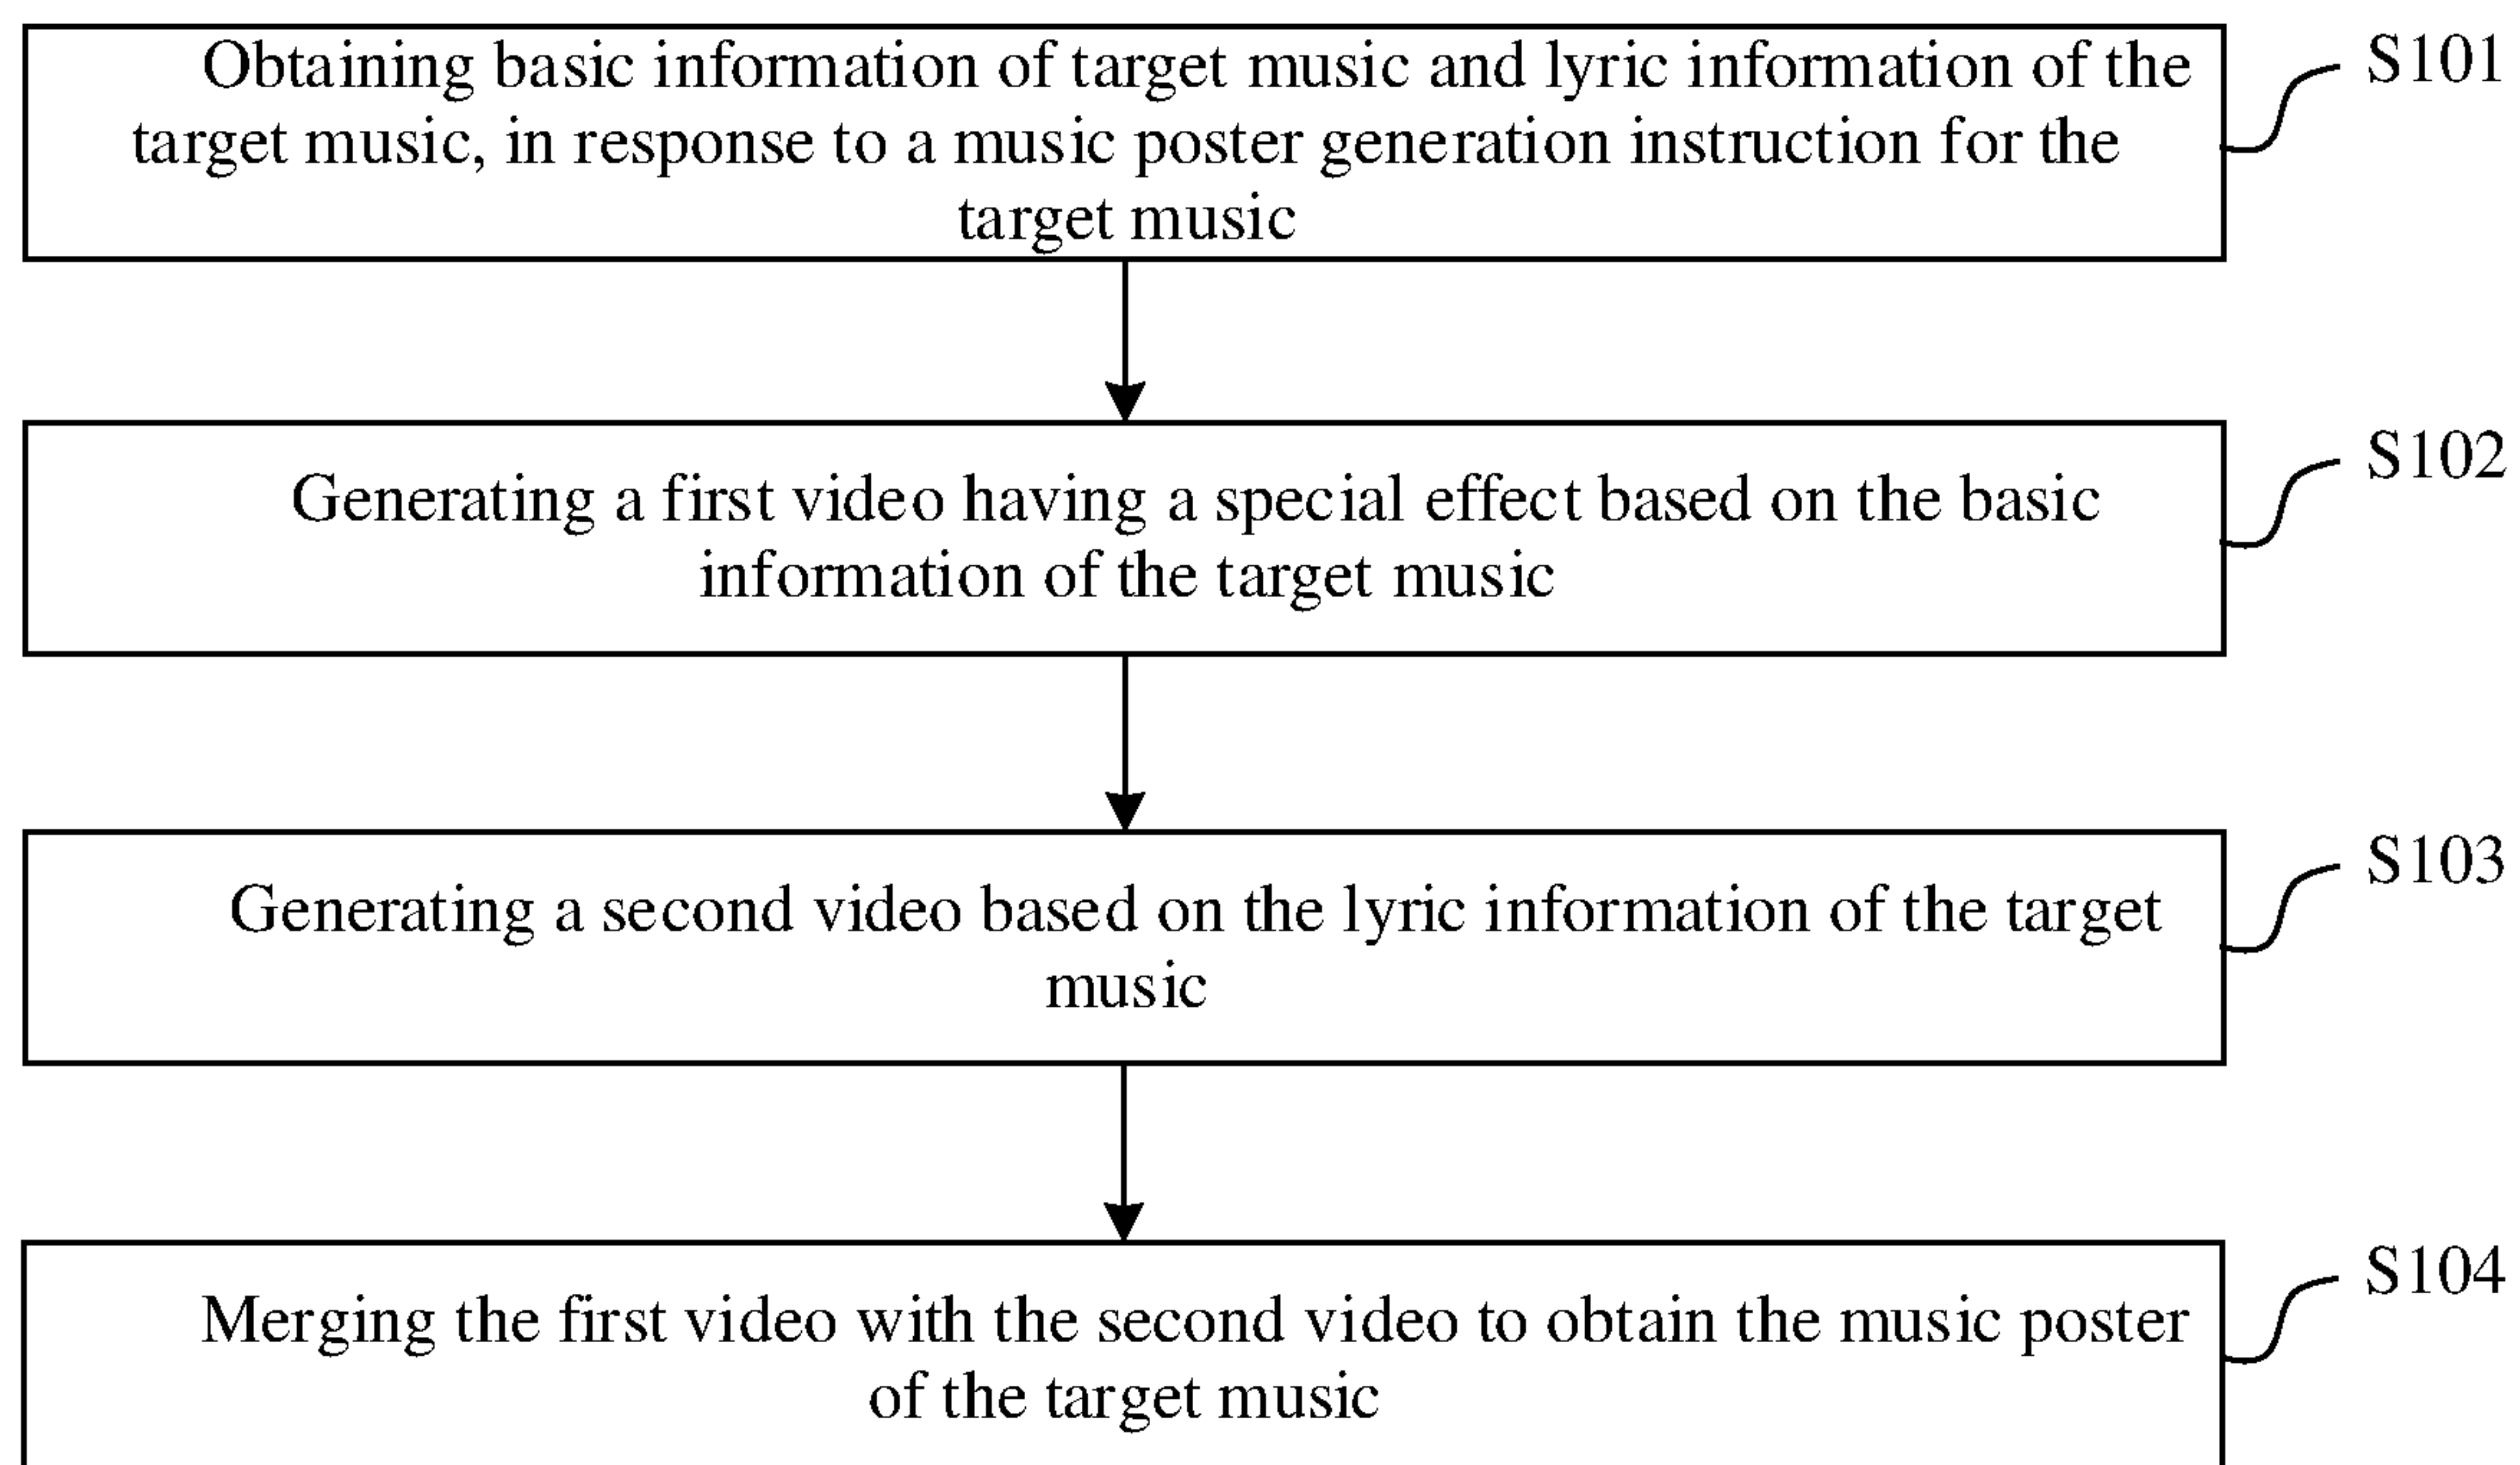 Obtaining basic information of target music and lyric information of the
target music, in response to a music poster generation instruction for the
target music
S101
Generating a first video having a special effect based on the basic
information of the target music
S102
Generating a second video based on the lyric information of the target
music
S103
Merging the first video with the second video to obtain the music poster
of the target music
S104